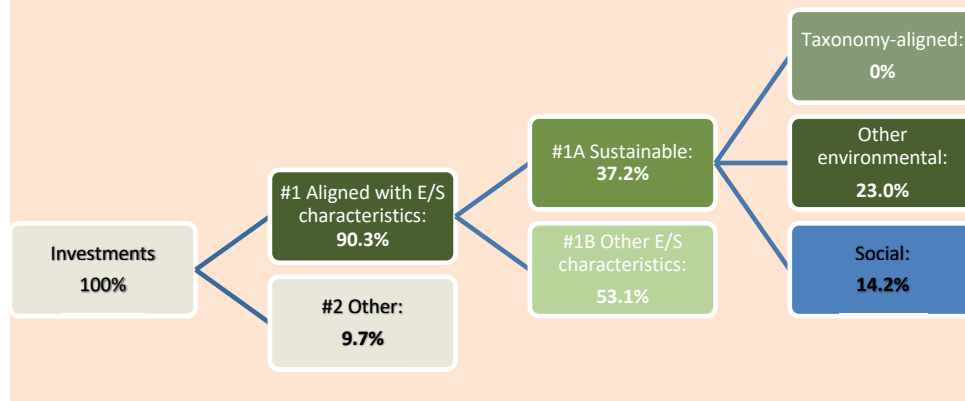 Investments
100%
#1 Aligned with E/S
characteristics:
90.3%
#2 Other:
9.7%
#1A Sustainable:
37.2%
#1B Other E/S
characteristics:
53.1%
Taxonomy-aligned:
0%
Other
environmental:
23.0%
Social:
14.2%